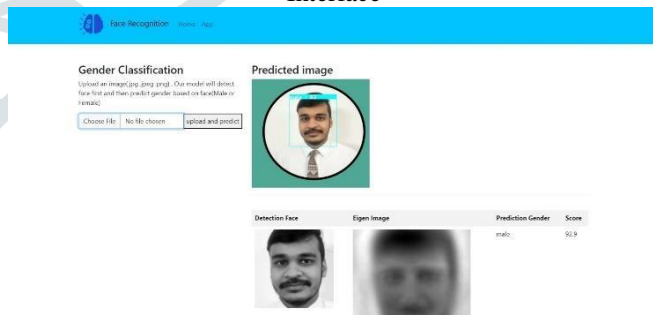 Interface
Face Recognition Home App
Gender Classification
Upload an image(jpg, jpeg, png). Our model will detect
face first and then predict gender based on face(Male or
Female)
Choose File No file chosen upload and predict
Predicted image
Detection Face Eigen Image Prediction Gender Score
male 92.9